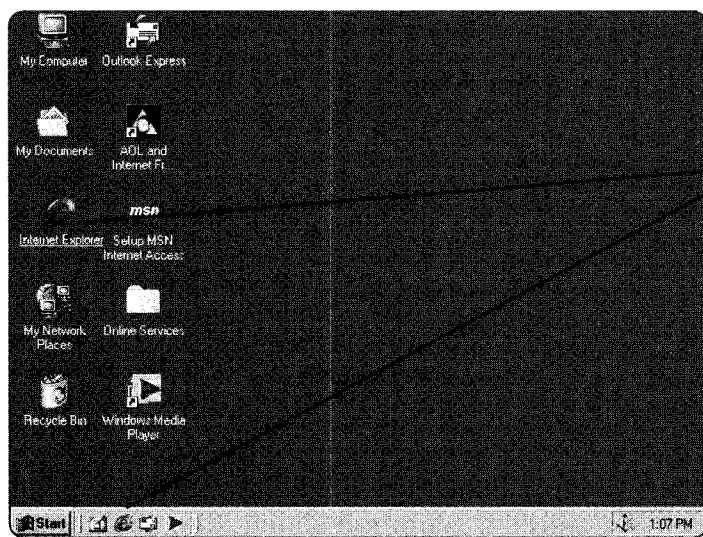 My Computer
Outlook Express
My Documents
AOL and
Internet Fr...
msn
Internet Explorer
Setup MSN
Internet Access
My Network
Places
Online Services
Recycle Bin
Windows Media
Player
Start
1:07 PM